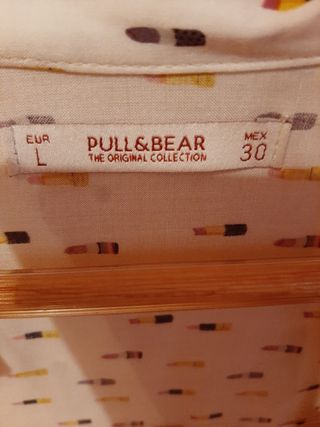 EUR
L
PULL&BEAR
THE ORIGINAL COLLECTION
MEX
30